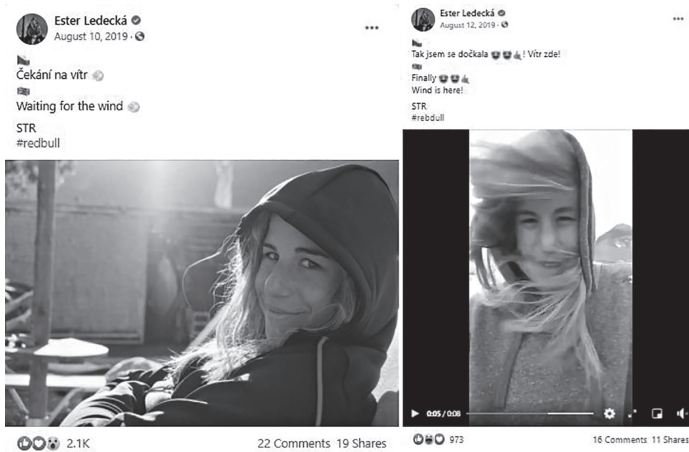 Ester Ledecká
August 10, 2019 ·
Čekání na vítr
Waiting for the wind
STR
#redbull
2.1K
22 Comments 19 Shares
Ester Ledecká
August 12, 2019 ·
Tak jsem se dočkala ! Vítr zde!
Finally
Wind is here!
STR
#rebdull
0:05 / 0:08
973
16 Comments 11 Shares